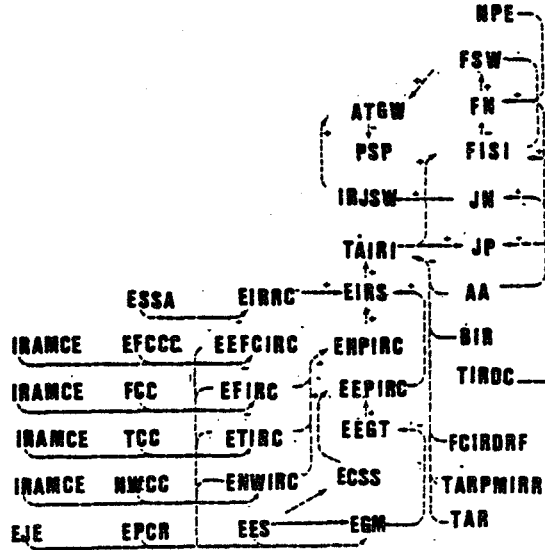 NPE
FSW
ATGW FN
PSP FISI
IRJSW JN
TAIRI JP
ESSA EIRRC EIRS AA
IRAMCE EFCCC EEFCIRC ENPIRC BIR
IRAMCE FCC EFIRC EEPIRC TIRDC
IRAMCE TCC ETIRC EEGT FCIRDRF
IRAMCE NWCC ENWIRC ECSS TARPMIRR
EJE EPCR EES EGM TAR